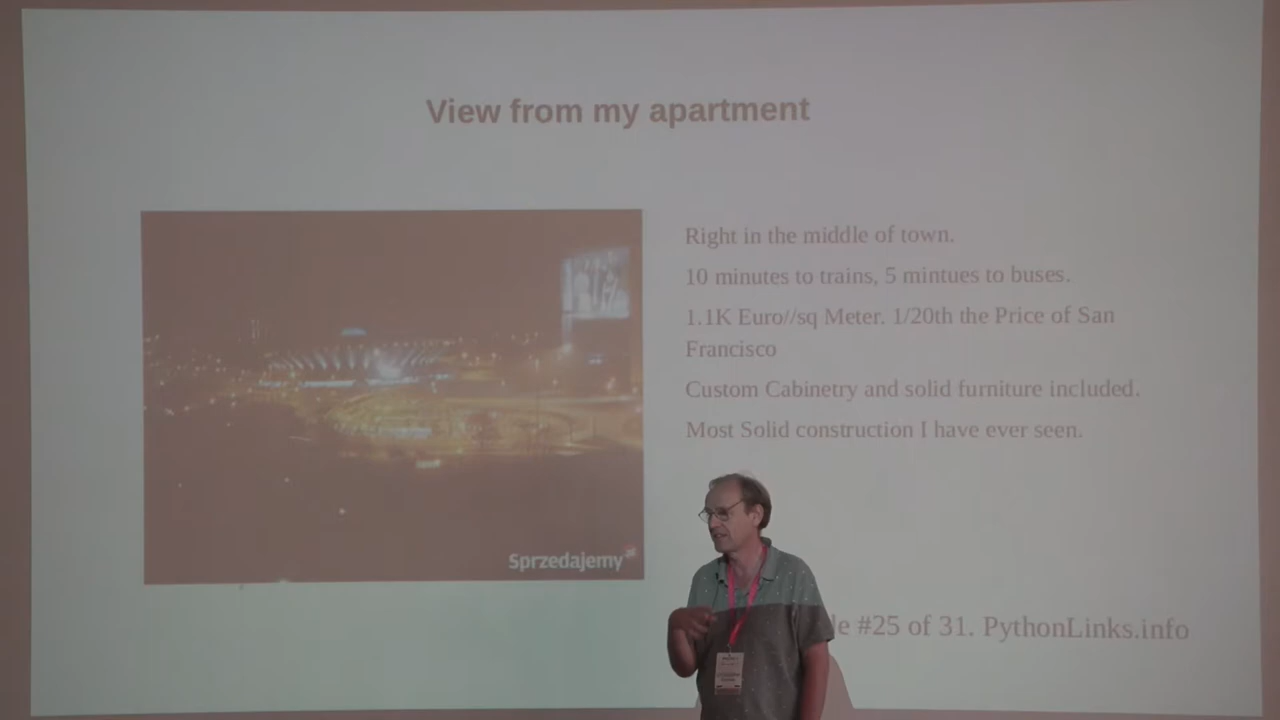 View from my apartment
Right in the middle of town.
10 minutes to trains, 5 mintues to buses.
1.1K Euro//sq Meter. 1/20th the Price of San
Francisco
Custom Cabinetry and solid furniture included.
Most Solid construction I have ever seen.
Sprzedajemy
#25 of 31. PythonLinks.info